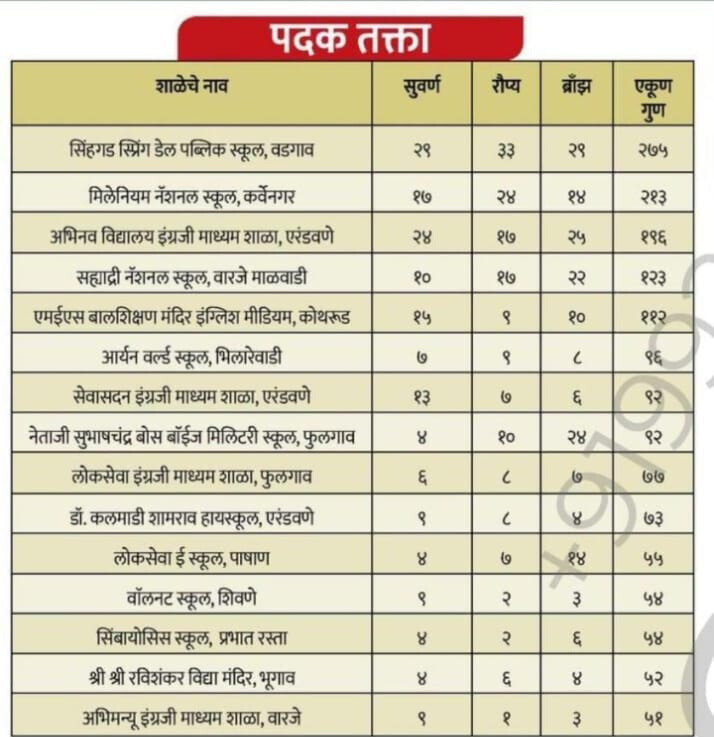 पदक तक्ता
शाळेचे नाव सुवर्ण रौप्य ब्राँझ एकूण
गुण
सिंहगड स्प्रिंग डेल पब्लिक स्कूल, वडगाव २९ ३३ २९ २७५
मिलेनियम नॅशनल स्कूल, कर्वेनगर १७ २४ १४ २१३
अभिनव विद्यालय इंग्रजी माध्यम शाळा, एरंडवणे २४ १७ २५ १९६
सह्याद्री नॅशनल स्कूल, वारजे माळवाडी १० १७ २२ १२३
एमईएस बालशिक्षण मंदिर इंग्लिश मीडियम, कोथरूड १५ ९ १० ११२
आर्यन वर्ल्ड स्कूल, भिलारेवाडी ७ ९ ८ ९६
सेवासदन इंग्रजी माध्यम शाळा, एरंडवणे १३ ७ ६ ९२
नेताजी सुभाषचंद्र बोस बॉईज मिलिटरी स्कूल, फुलगाव ४ १० २४ ९२
लोकसेवा इंग्रजी माध्यम शाळा, फुलगाव ६ ८ ७ ७७
डॉ. कलमाडी शामराव हायस्कूल, एरंडवणे ९ ८ ४ ७३
लोकसेवा ई स्कूल, पाषाण ४ ७ १४ ५५
वॉलनट स्कूल, शिवणे ९ २ ३ ५४
सिंबायोसिस स्कूल, प्रभात रस्ता ४ २ ६ ५४
श्री श्री रविशंकर विद्या मंदिर, भूगाव ४ ६ ४ ५२
अभिमन्यू इंग्रजी माध्यम शाळा, वारजे ९ १ ३ ५१